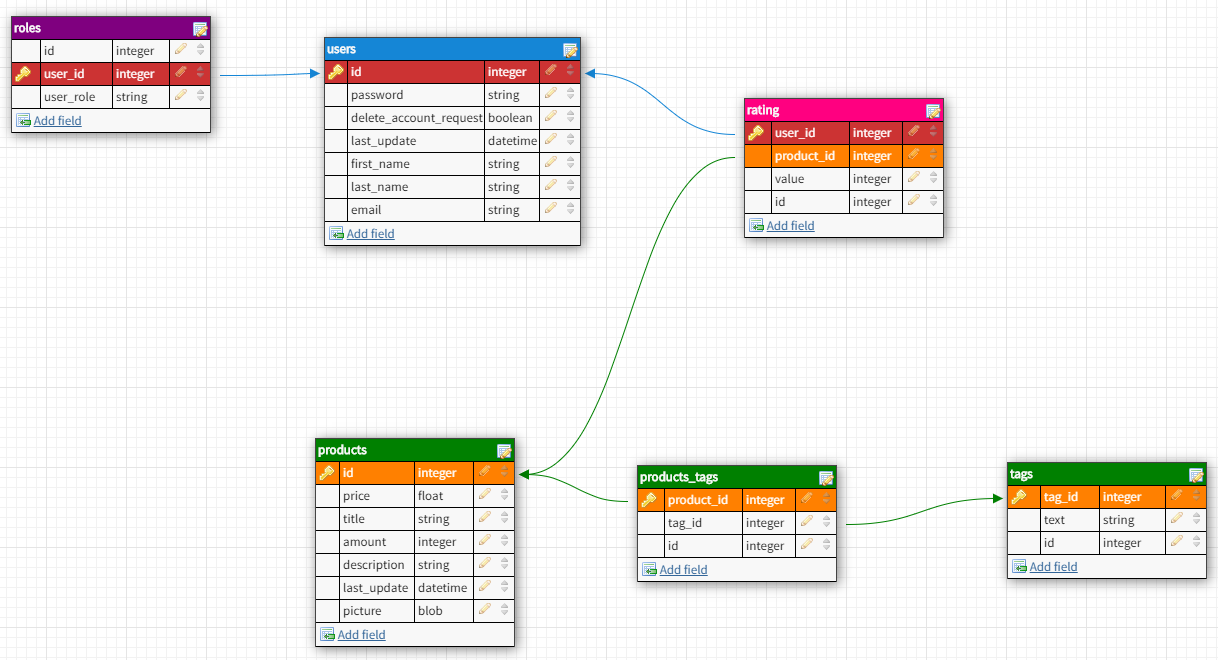 roles
id integer
user_id integer
user_role string
Add field
users
id integer
password string
delete_account_request boolean
last_update datetime
first_name string
last_name string
email string
Add field
rating
user_id integer
product_id integer
value integer
id integer
Add field
products
id integer
price float
title string
amount integer
description string
last_update datetime
picture blob
Add field
products_tags
product_id integer
tag_id integer
id integer
Add field
tags
tag_id integer
text string
id integer
Add field